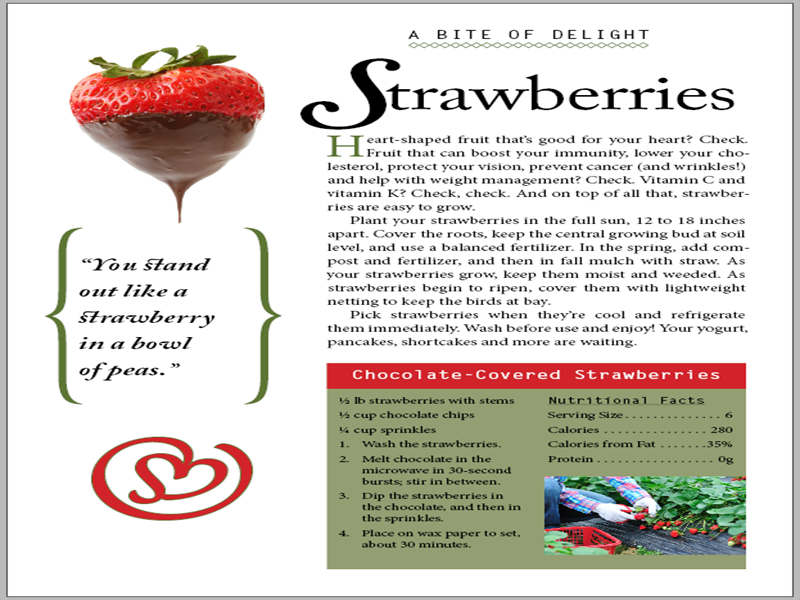 A BITE OF DELIGHT
Strawberries
Heart-shaped fruit that's good for your heart? Check.
Fruit that can boost your immunity, lower your cho-
lesterol, protect your vision, prevent cancer (and wrinkles!)
and help with weight management? Check. Vitamin C and
vitamin K? Check, check. And on top of all that, strawber-
ries are easy to grow.
Plant your strawberries in the full sun, 12 to 18 inches
apart. Cover the roots, keep the central growing bud at soil
level, and use a balanced fertilizer. In the spring, add com-
post and fertilizer, and then in fall mulch with straw. As
your strawberries grow, keep them moist and weeded. As
strawberries begin to ripen, cover them with lightweight
netting to keep the birds at bay.
Pick strawberries when they're cool and refrigerate
them immediately. Wash before use and enjoy! Your yogurt,
pancakes, shortcakes and more are waiting.
“You stand
out like a
strawberry
in a bowl
of peas.”
Chocolate-Covered Strawberries
½ lb strawberries with stems
½ cup chocolate chips
¼ cup sprinkles
1. Wash the strawberries.
2. Melt chocolate in the
microwave in 30-second
bursts; stir in between.
3. Dip the strawberries in
the chocolate, and then in
the sprinkles.
4. Place on wax paper to set,
about 30 minutes.
Nutritional Facts
Serving Size . . . . . . . . . . . . . . 6
Calories . . . . . . . . . . . . . . . 280
Calories from Fat . . . . . . . 35%
Protein . . . . . . . . . . . . . . . . 0g